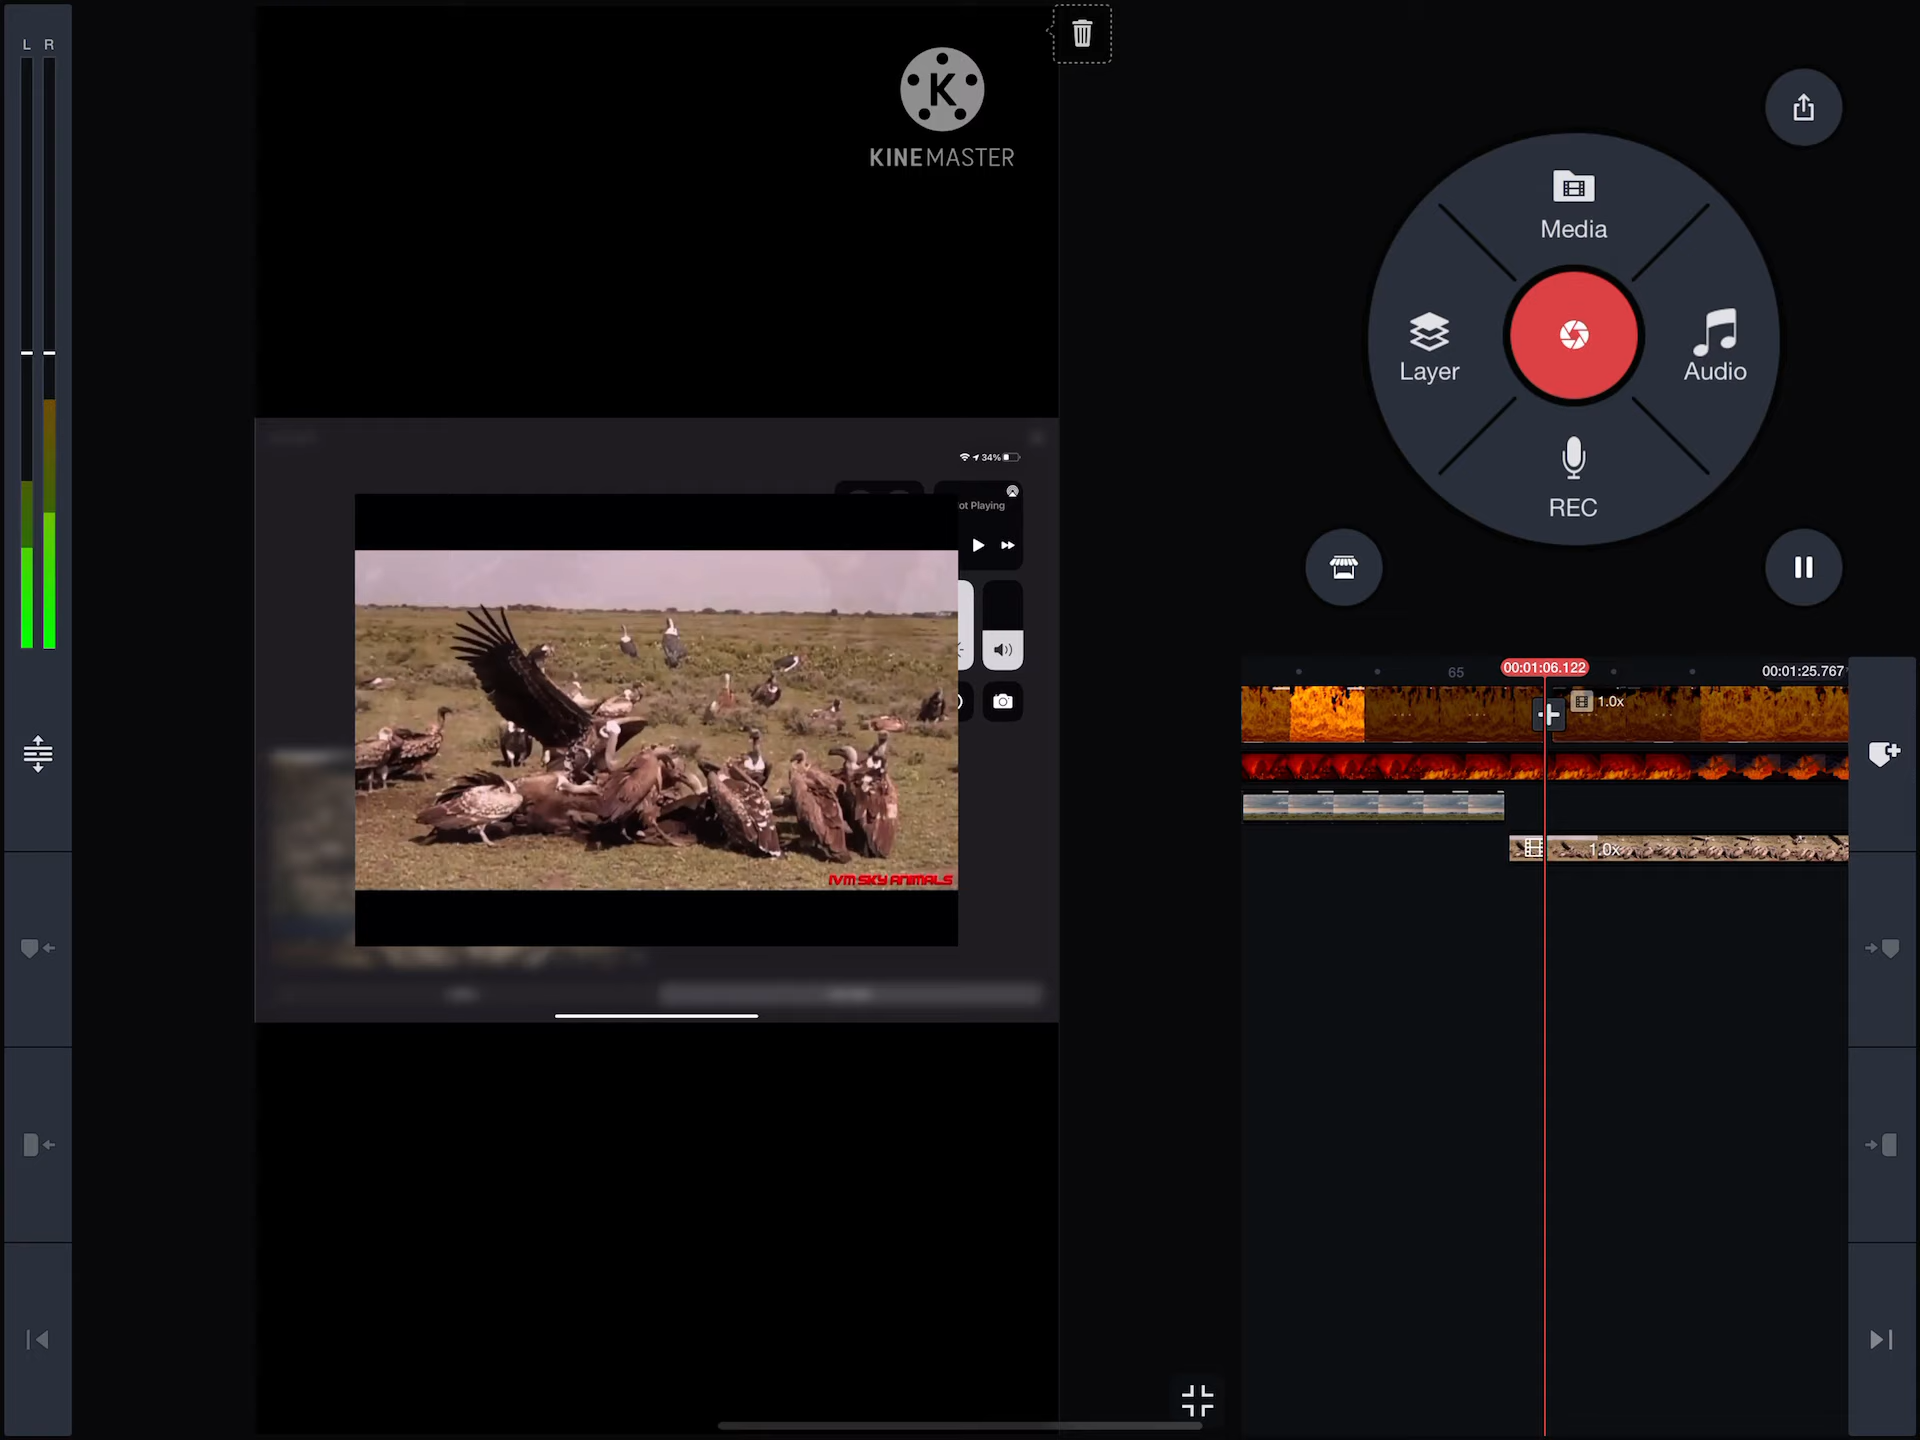 L R
KINEMASTER
Media
Layer
Audio
REC
34%
ot Playing
IVM SKY ANIMALS
65
00:01:06.122
00:01:25.767
1.0x
1.0x